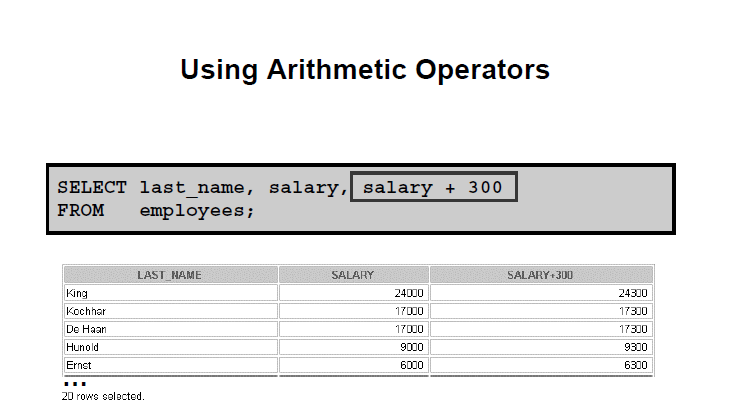 Using Arithmetic Operators
SELECT last_name, salary, salary + 300
FROM employees;
LAST_NAME SALARY SALARY+300
King 24000 24300
Kochhar 17000 17300
De Haan 17000 17300
Hunold 9000 9300
Ernst 6000 6300
...
20 rows selected.